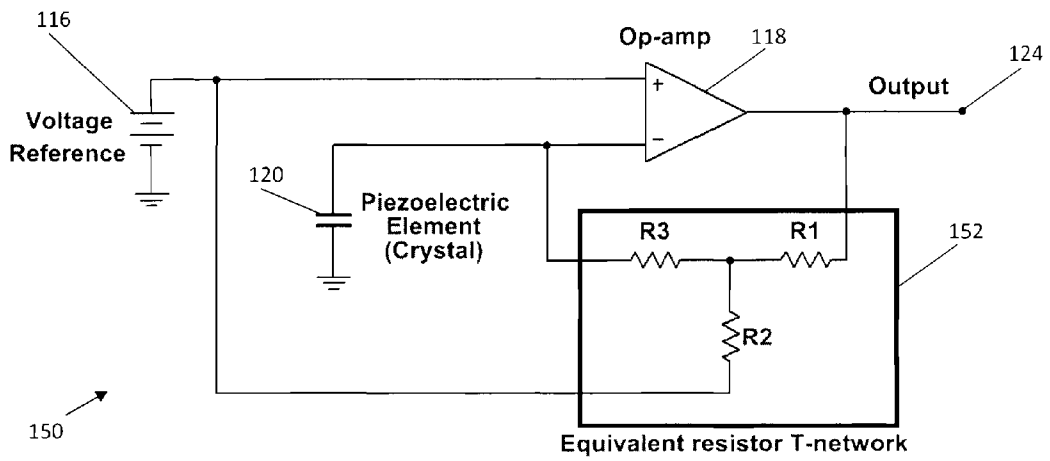 116
Op-amp
118
124
Output
Voltage
Reference
+
−
120
Piezoelectric
Element
(Crystal)
R3
R1
152
R2
150
Equivalent resistor T-network